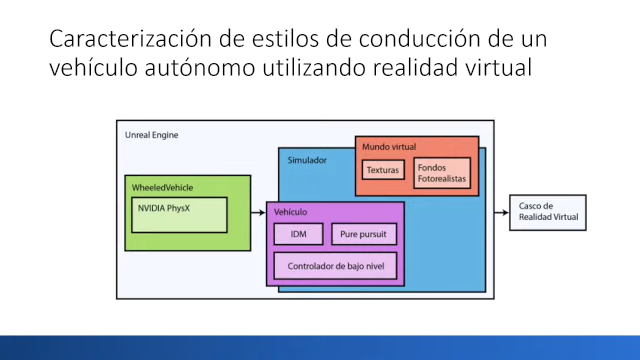 Caracterización de estilos de conducción de un
vehículo autónomo utilizando realidad virtual
Unreal Engine
WheeledVehicle
NVIDIA PhysX
Simulador
Mundo virtual
Texturas
Fondos
Fotorealistas
Vehículo
IDM
Pure pursuit
Controlador de bajo nivel
Casco de
Realidad Virtual